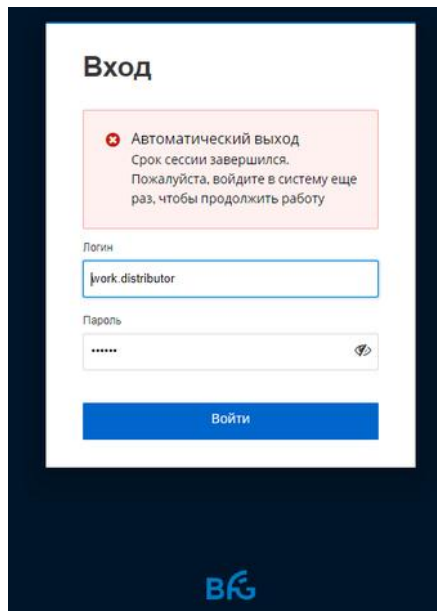 Вход
Автоматический выход
Срок сессии завершился.
Пожалуйста, войдите в систему еще
раз, чтобы продолжить работу
Логин
work.distributor
Пароль
••••••
Войти
BFG